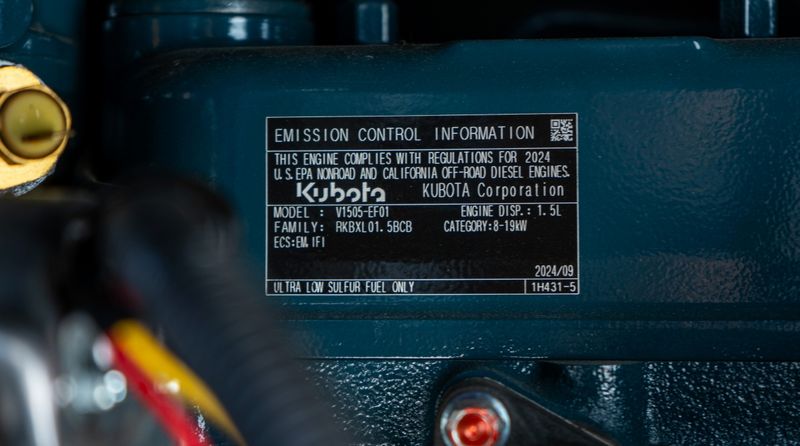 EMISSION CONTROL INFORMATION
THIS ENGINE COMPLIES WITH REGULATIONS FOR 2024
U.S.EPA NONROAD AND CALIFORNIA OFF-ROAD DIESEL ENGINES.
Kubota KUBOTA Corporation
MODEL : V1505-EF01 ENGINE DISP.: 1.5L
FAMILY: RKBXL01.5BCB CATEGORY:8-19kW
ECS:EM,IFI
2024/09
ULTRA LOW SULFUR FUEL ONLY 1H431-5